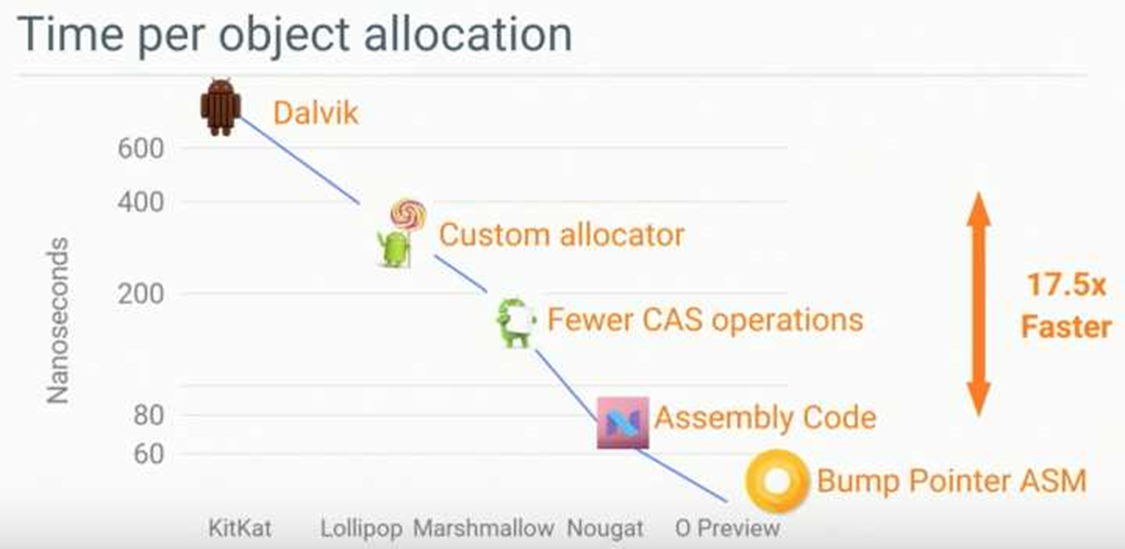 Time per object allocation
Dalvik
600
400
Custom allocator
200
Fewer CAS operations
Nanoseconds
17.5x
Faster
80
Assembly Code
60
Bump Pointer ASM
KitKat Lollipop Marshmallow Nougat O Preview
N